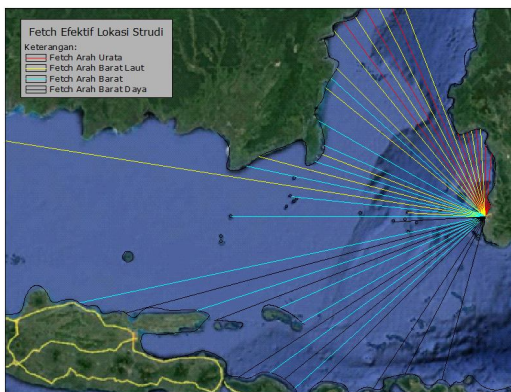 Fetch Efektif Lokasi Strudi
Keterangan:
Fetch Arah Urata
Fetch Arah Barat Laut
Fetch Arah Barat
Fetch Arah Barat Daya